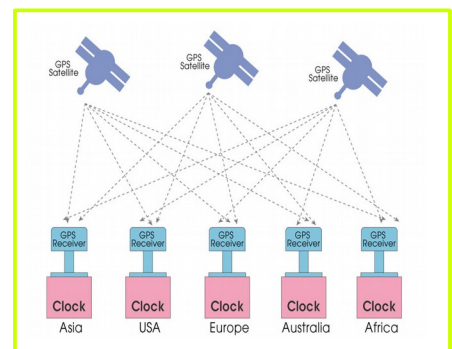 GPS
Satellite
GPS
Satellite
GPS
Satellite
GPS
Receiver
GPS
Receiver
GPS
Receiver
GPS
Receiver
GPS
Receiver
Clock
Clock
Clock
Clock
Clock
Asia
USA
Europe
Australia
Africa